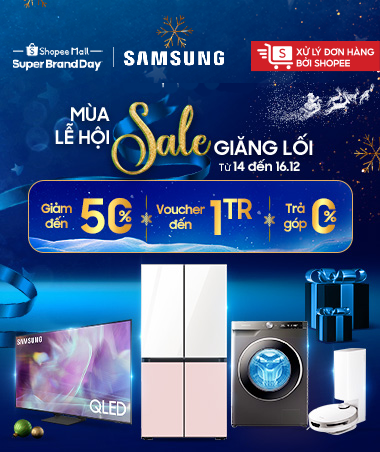 Shopee Mall
Super Brand Day
SAMSUNG
XỬ LÝ ĐƠN HÀNG
BỞI SHOPEE
MÙA
LỄ HỘI
Sale
GIĂNG LỐI
Từ 14 đến 16.12
Giảm
đến
50%
Voucher
đến
1TR
Trả
góp
0%
SAMSUNG
QLED